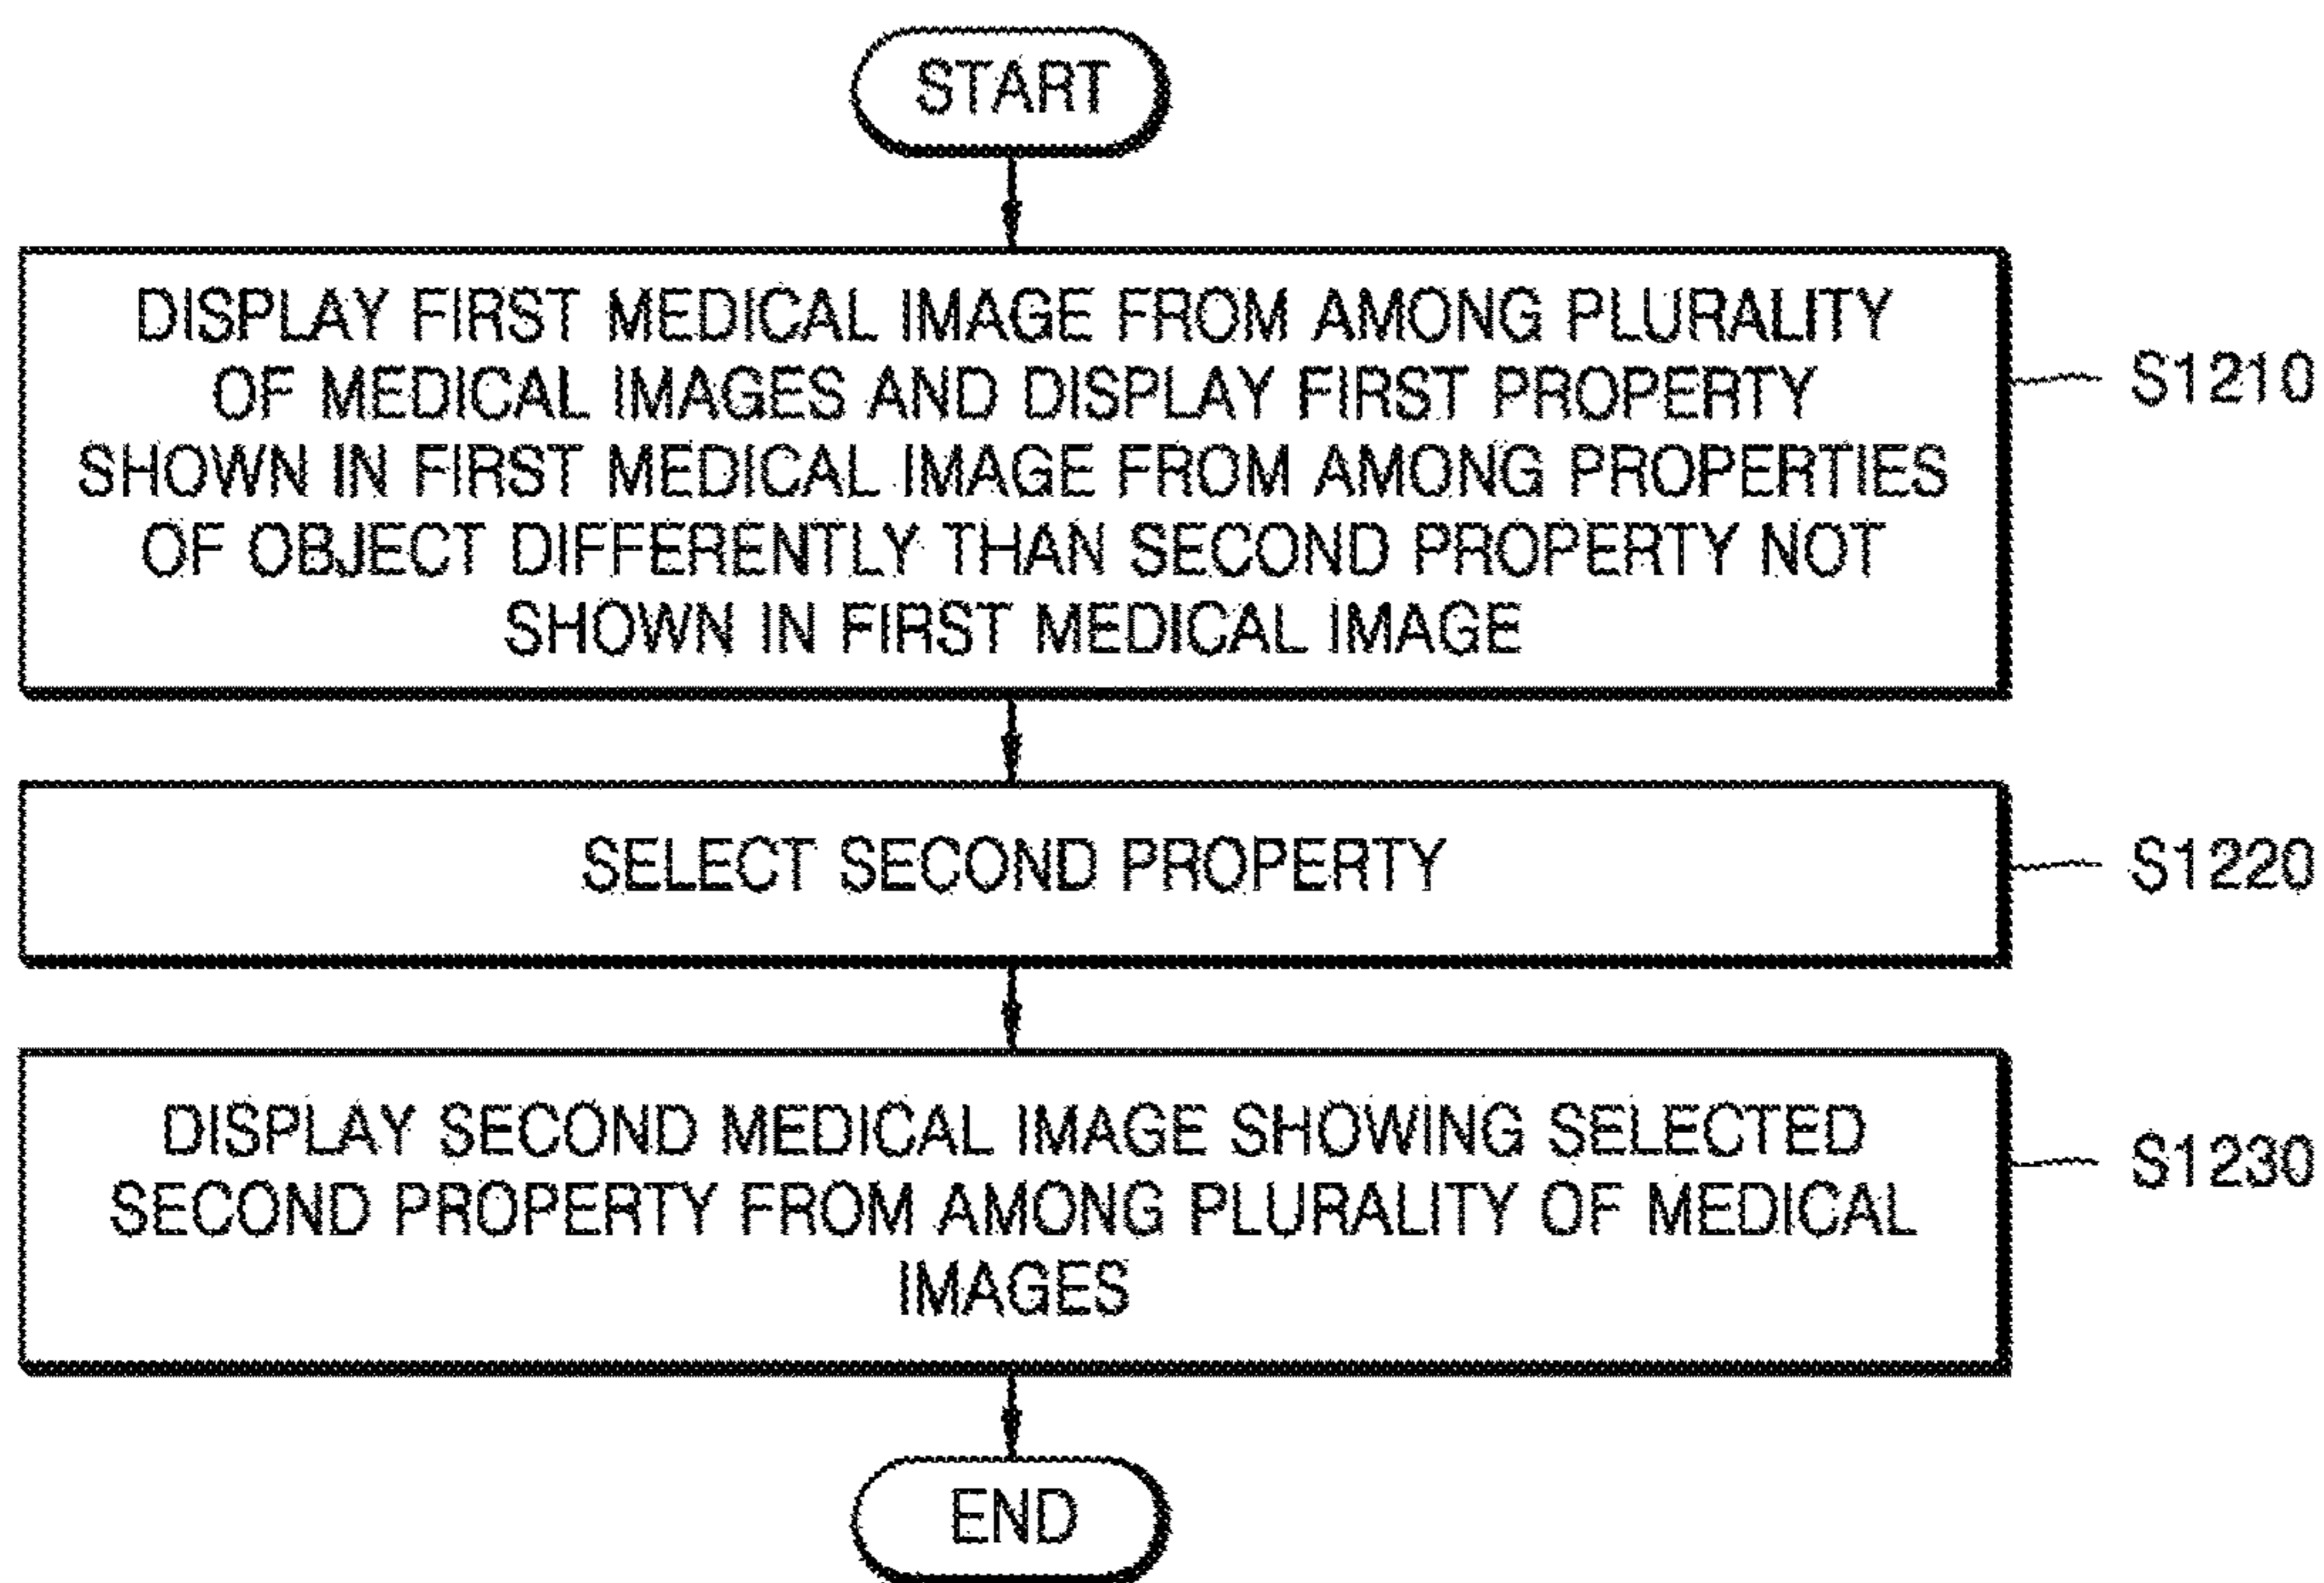 START
DISPLAY FIRST MEDICAL IMAGE FROM AMONG PLURALITY
OF MEDICAL IMAGES AND DISPLAY FIRST PROPERTY
SHOWN IN FIRST MEDICAL IMAGE FROM AMONG PROPERTIES
OF OBJECT DIFFERENTLY THAN SECOND PROPERTY NOT
SHOWN IN FIRST MEDICAL IMAGE
S1210
SELECT SECOND PROPERTY
S1220
DISPLAY SECOND MEDICAL IMAGE SHOWING SELECTED
SECOND PROPERTY FROM AMONG PLURALITY OF MEDICAL
IMAGES
S1230
END